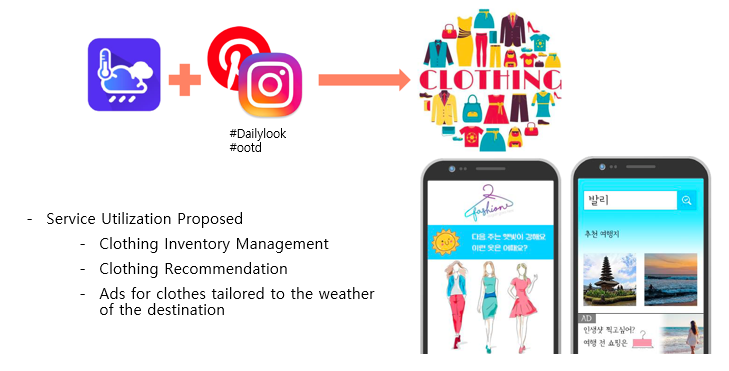 CLOTHING
#Dailylook
#ootd
- Service Utilization Proposed
- Clothing Inventory Management
- Clothing Recommendation
- Ads for clothes tailored to the weather
of the destination
fashion
다음 주는 햇빛이 강해요
이런 옷은 어때요?
발리
추천 여행지
AD
인생샷 찍고싶어?
여행 전 쇼핑은